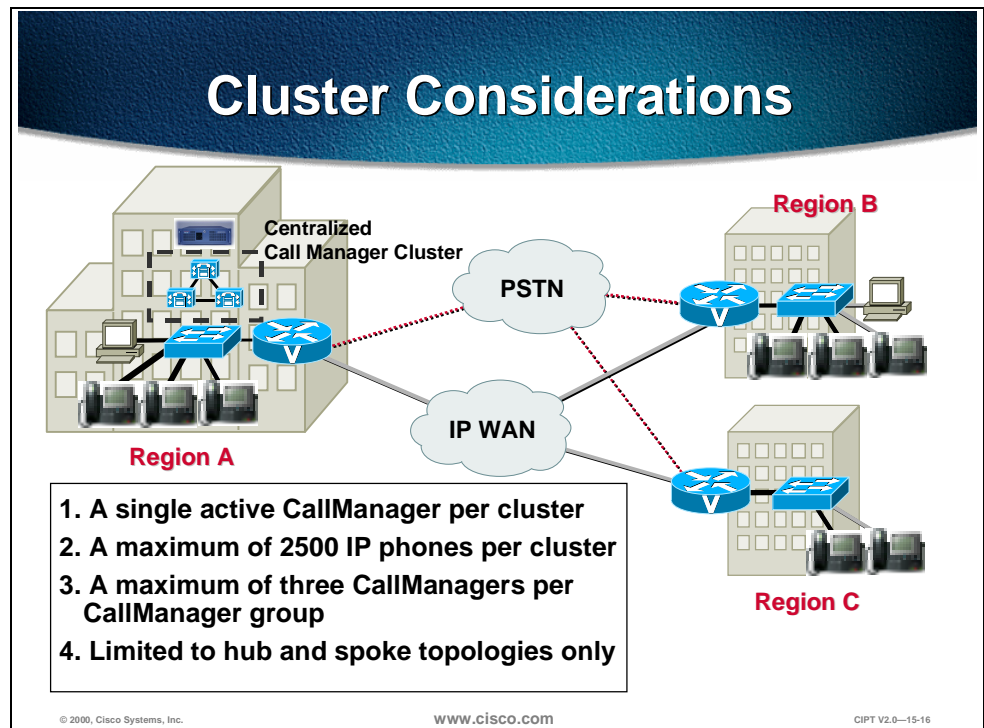 Cluster Considerations
Region B
Centralized
Call Manager Cluster
PSTN
V
V
IP WAN
Region A
V
1. A single active CallManager per cluster
2. A maximum of 2500 IP phones per cluster
3. A maximum of three CallManagers per
CallManager group
4. Limited to hub and spoke topologies only
Region C
© 2000, Cisco Systems, Inc.
www.cisco.com
CIPT V2.0—15-16